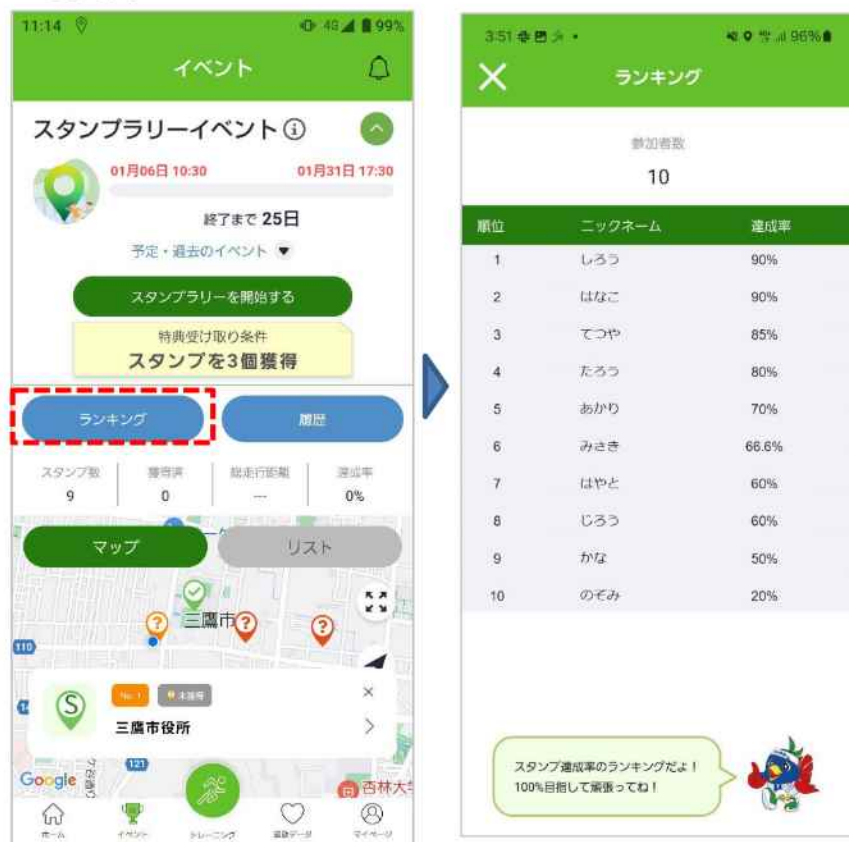 11:14
4G 99%
イベント
スタンプラリーイベント
01月06日 10:30
01月31日 17:30
終了まで 25日
予定・過去のイベント ▼
スタンプラリーを開始する
特典受け取り条件
スタンプを3個獲得
ランキング
履歴
スタンプ数
獲得済
総走行距離
達成率
9
0
---
0%
マップ
リスト
三鷹市
110
No. 1
未獲得
三鷹市役所
121
Google
杏林大
ホーム
イベント
トレーニング
運動データ
マイページ
3:51
96%
ランキング
参加者数
10
順位 ニックネーム 達成率
1 しろう 90%
2 はなこ 90%
3 てつや 85%
4 たろう 80%
5 あかり 70%
6 みさき 66.6%
7 はやと 60%
8 じろう 60%
9 かな 50%
10 のぞみ 20%
スタンプ達成率のランキングだよ!
100%目指して頑張ってね!